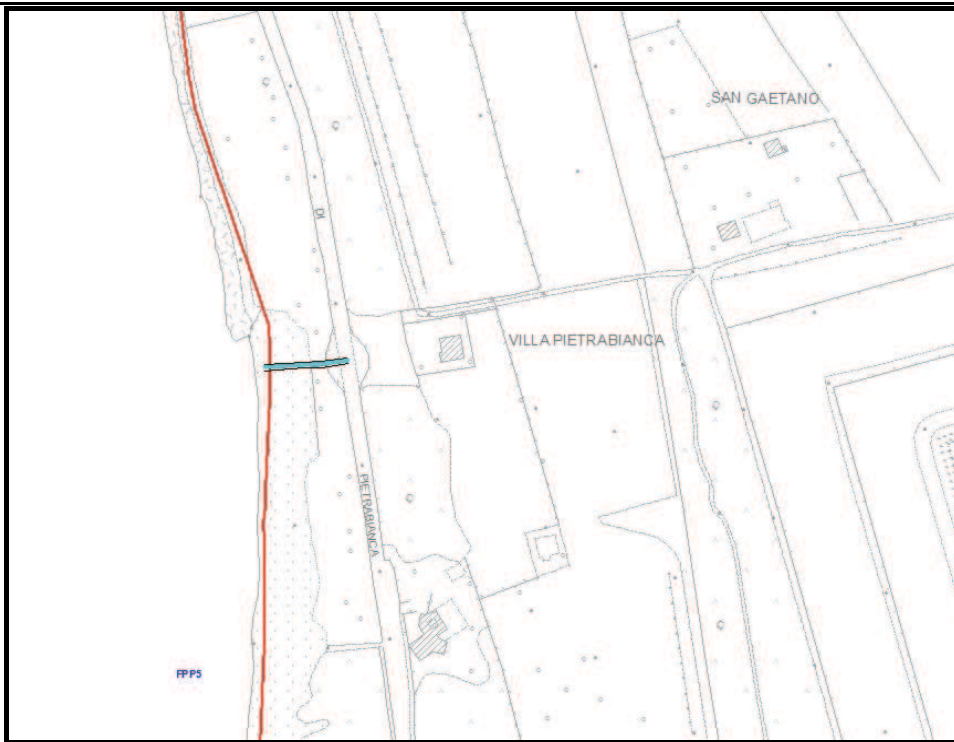 SAN GAETANO
DI
VILLA PIETRABIANCA
PIETRABIANCA
FPP5